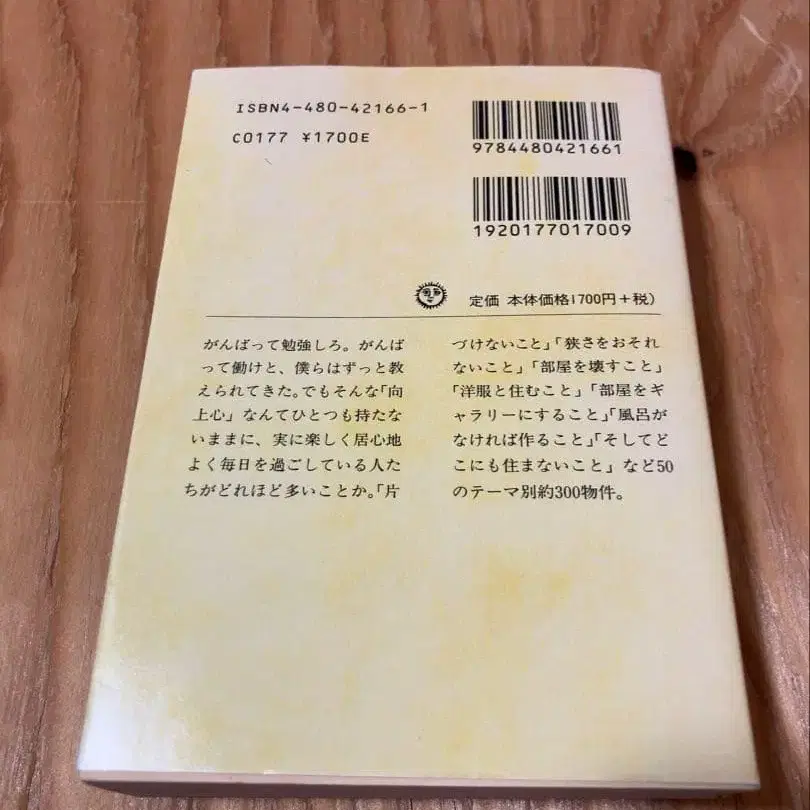 ISBN4-480-42166-1
C0177 ¥1700E
9784480421661
1920177017009
定価 本体価格1700円+税)
がんばって勉強しろ。がんば
って働けと、僕らはずっと教
えられてきた。でもそんな「向
上心」なんてひとつも持たな
いままに、実に楽しく居心地
よく毎日を過ごしている人た
ちがどれほど多いことか。「片
づけないこと」「狭さをおそれ
ないこと」「部屋を壊すこと」
「洋服と住むこと」「部屋をギ
ャラリーにすること」「風呂が
なければ作ること」「そしてど
こにも住まないこと」など50
のテーマ別約300物件。